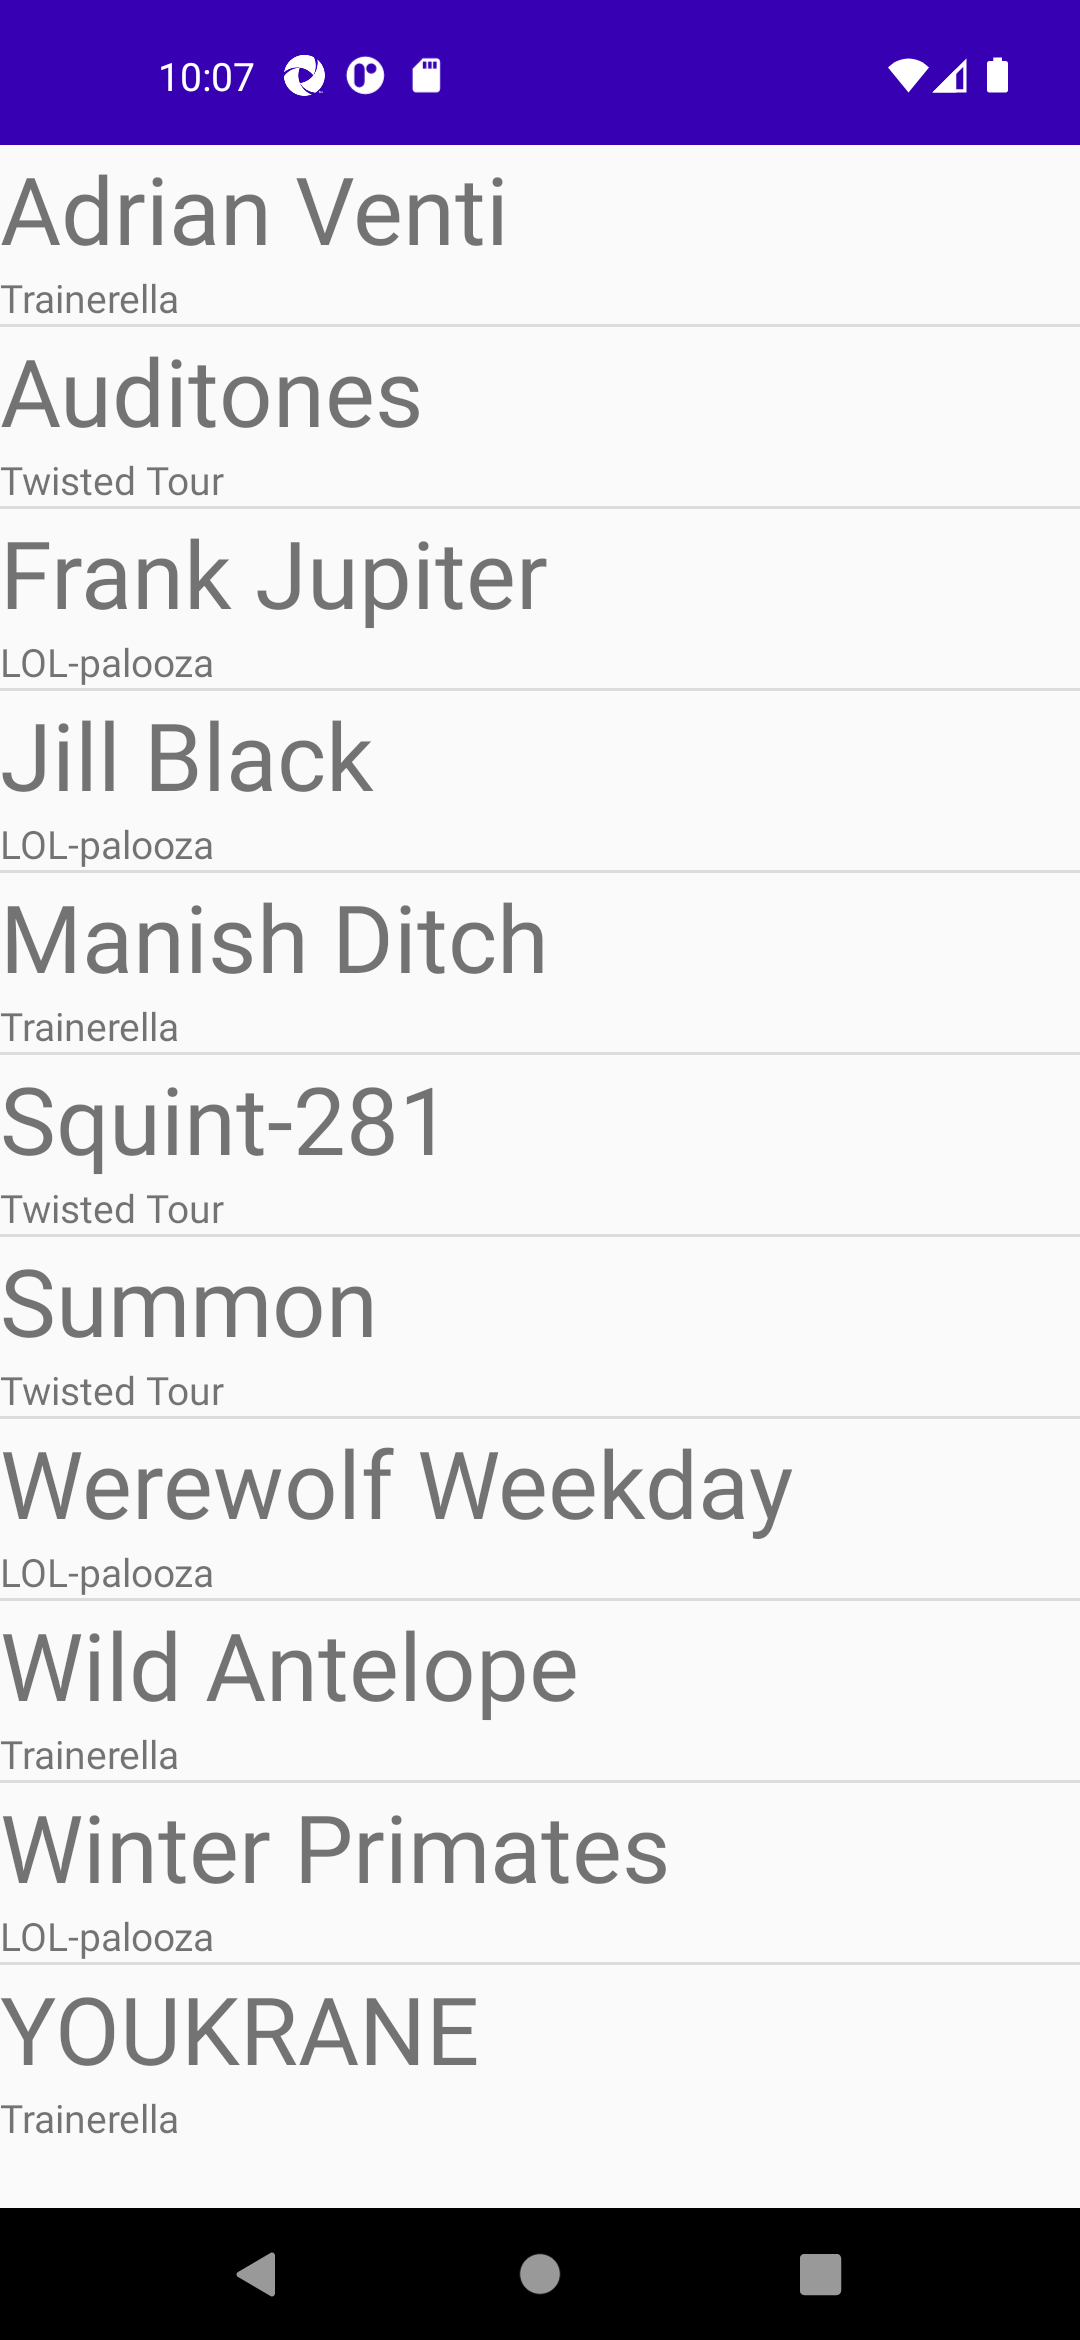 10:07
Adrian Venti
Trainerella
Auditones
Twisted Tour
Frank Jupiter
LOL-palooza
Jill Black
LOL-palooza
Manish Ditch
Trainerella
Squint-281
Twisted Tour
Summon
Twisted Tour
Werewolf Weekday
LOL-palooza
Wild Antelope
Trainerella
Winter Primates
LOL-palooza
YOUKRANE
Trainerella